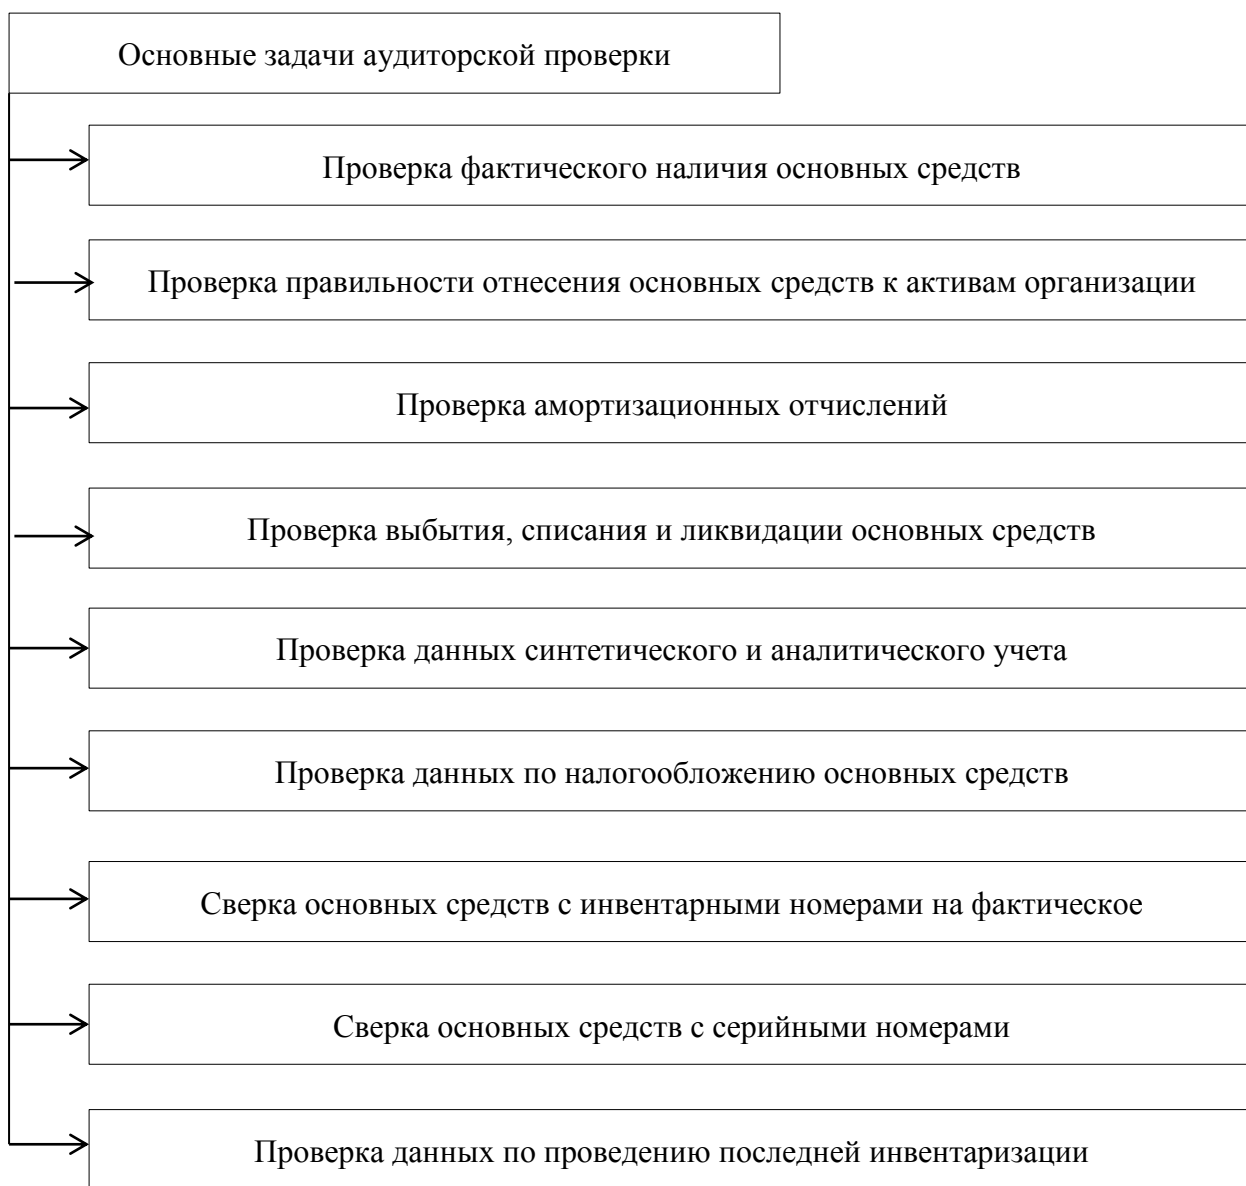 Основные задачи аудиторской проверки
Проверка фактического наличия основных средств
Проверка правильности отнесения основных средств к активам организации
Проверка амортизационных отчислений
Проверка выбытия, списания и ликвидации основных средств
Проверка данных синтетического и аналитического учета
Проверка данных по налогообложению основных средств
Сверка основных средств с инвентарными номерами на фактическое
Сверка основных средств с серийными номерами
Проверка данных по проведению последней инвентаризации